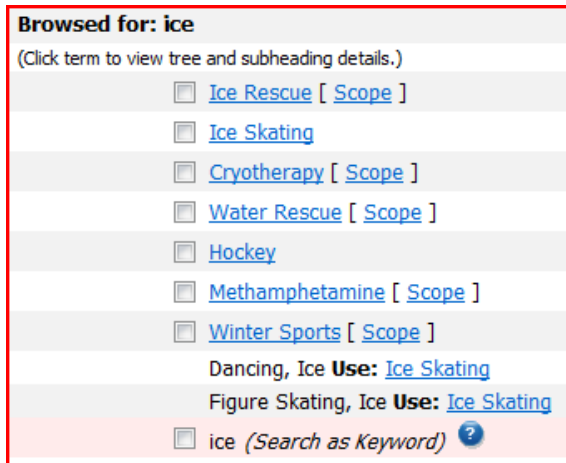 Browsed for: ice
(Click term to view tree and subheading details.)
Ice Rescue [ Scope ]
Ice Skating
Cryotherapy [ Scope ]
Water Rescue [ Scope ]
Hockey
Methamphetamine [ Scope ]
Winter Sports [ Scope ]
Dancing, Ice Use: Ice Skating
Figure Skating, Ice Use: Ice Skating
ice (Search as Keyword) ?